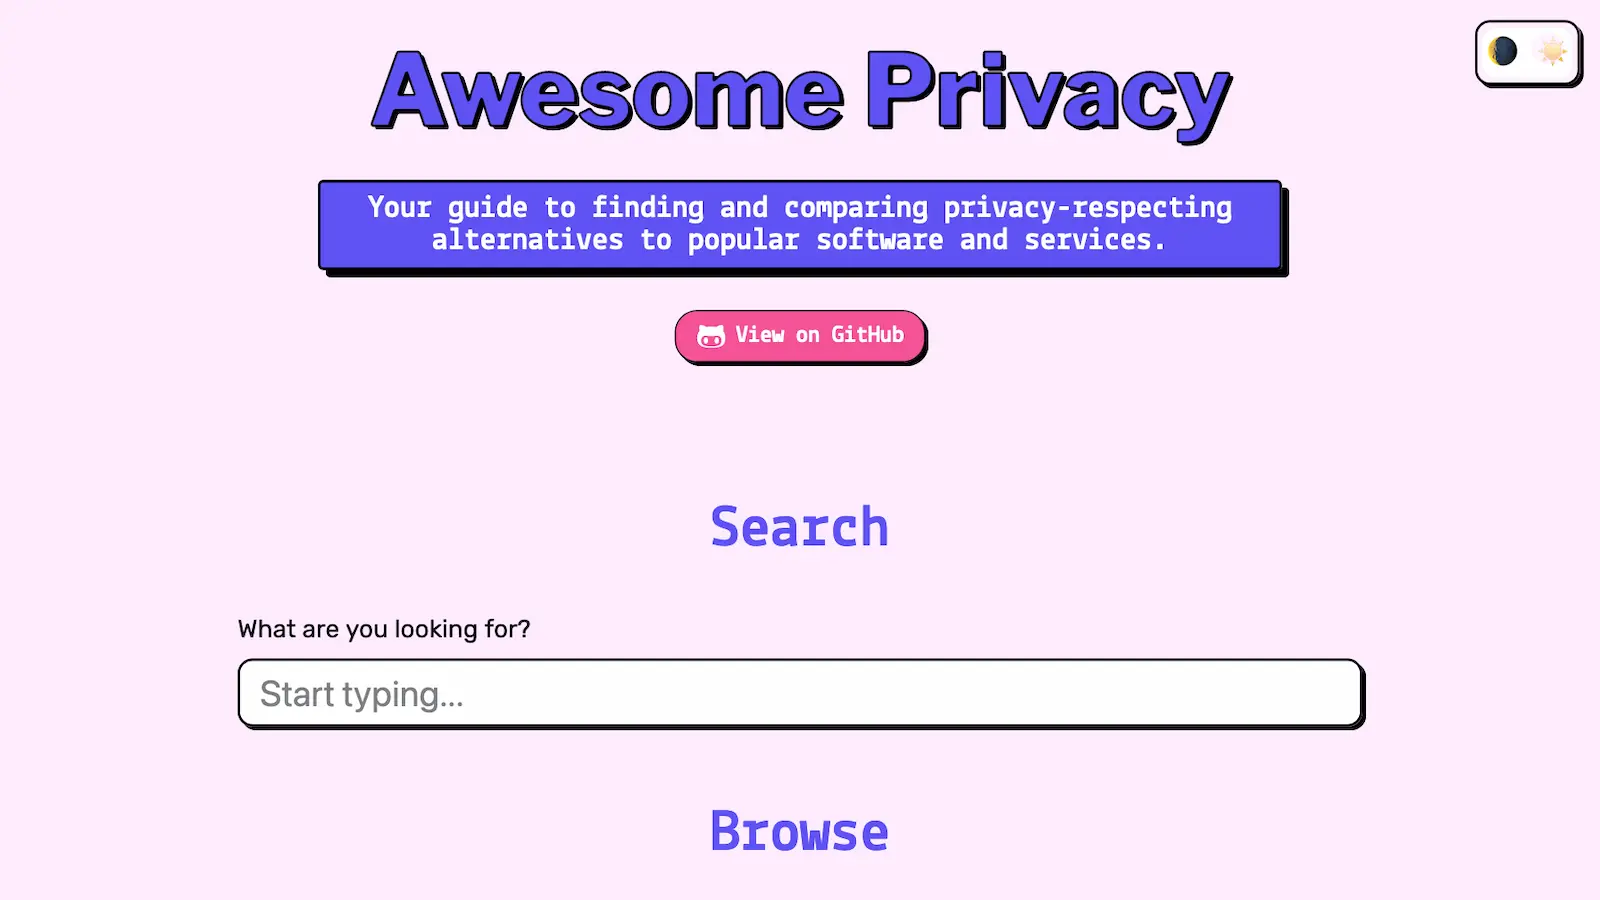 Awesome Privacy
Your guide to finding and comparing privacy-respecting
alternatives to popular software and services.
View on GitHub
Search
What are you looking for?
Start typing...
Browse